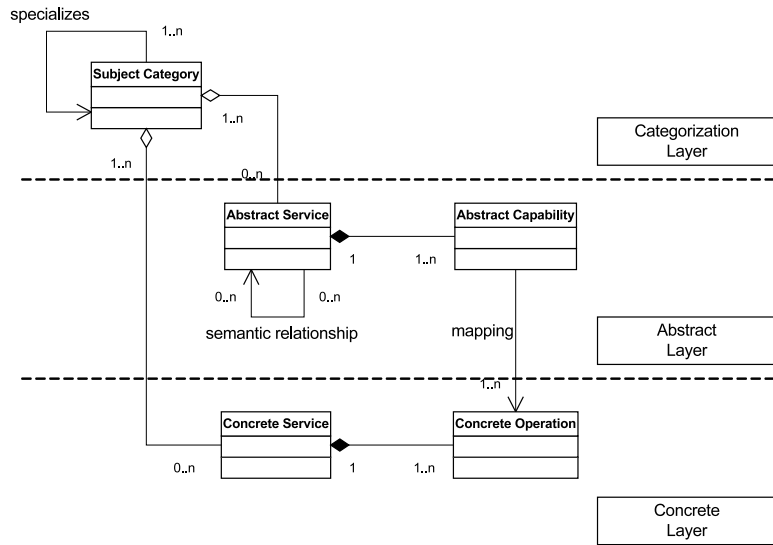 specializes
1..n
Subject Category
1..n
1..n
Categorization
Layer
0..n
Abstract Service
Abstract Capability
1
1..n
0..n
0..n
semantic relationship
mapping
Abstract
Layer
1..n
Concrete Service
Concrete Operation
0..n
1
1..n
Concrete
Layer